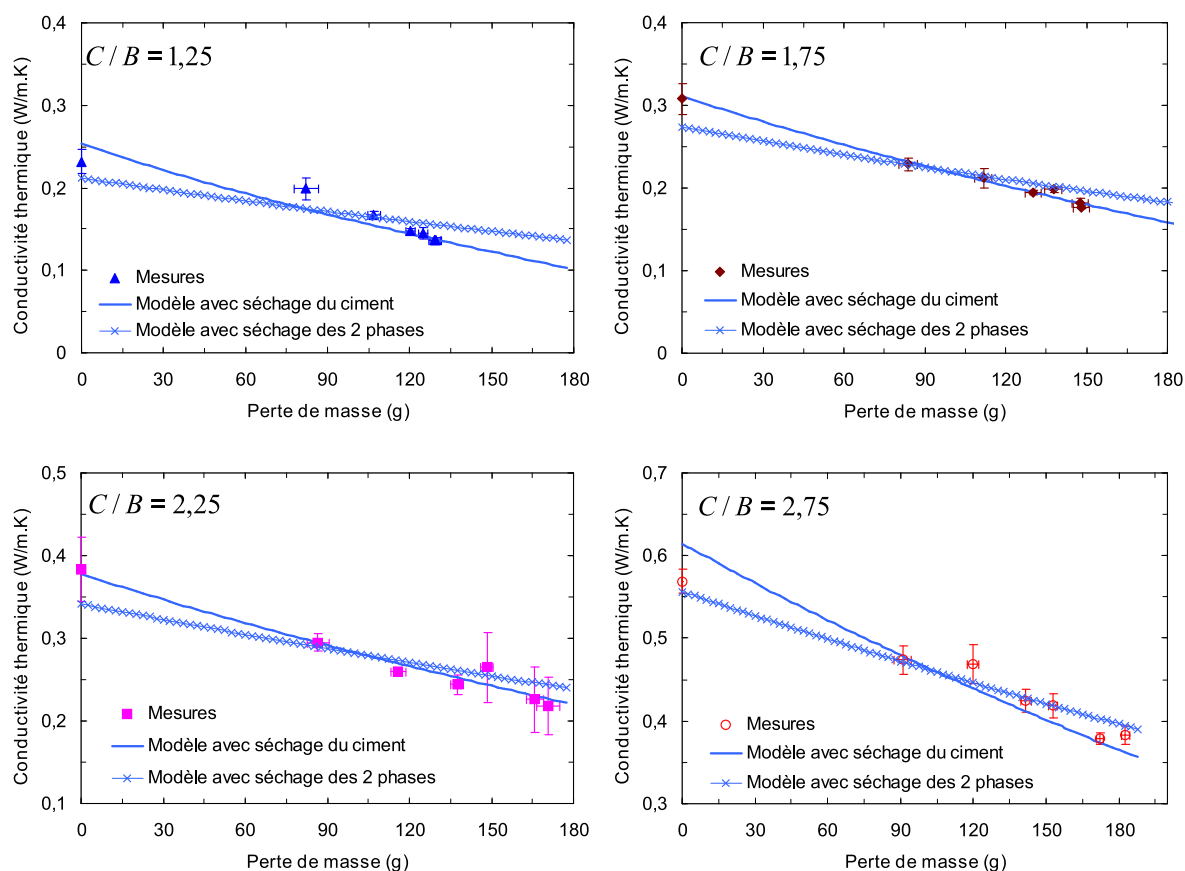 C / B = 1,25
Conductivité thermique (W/m.K)
0,4
0,3
0,2
0,1
0
Mesures
Modèle avec séchage du ciment
Modèle avec séchage des 2 phases
0 30 60 90 120 150 180
Perte de masse (g)
C / B = 1,75
Conductivité thermique (W/m.K)
0,4
0,3
0,2
0,1
0
Mesures
Modèle avec séchage du ciment
Modèle avec séchage des 2 phases
0 30 60 90 120 150 180
Perte de masse (g)
C / B = 2,25
Conductivité thermique (W/m.K)
0,5
0,4
0,3
0,2
0,1
Mesures
Modèle avec séchage du ciment
Modèle avec séchage des 2 phases
0 30 60 90 120 150 180
Perte de masse (g)
C / B = 2,75
Conductivité thermique (W/m.K)
0,7
0,6
0,5
0,4
0,3
Mesures
Modèle avec séchage du ciment
Modèle avec séchage des 2 phases
0 30 60 90 120 150 180
Perte de masse (g)